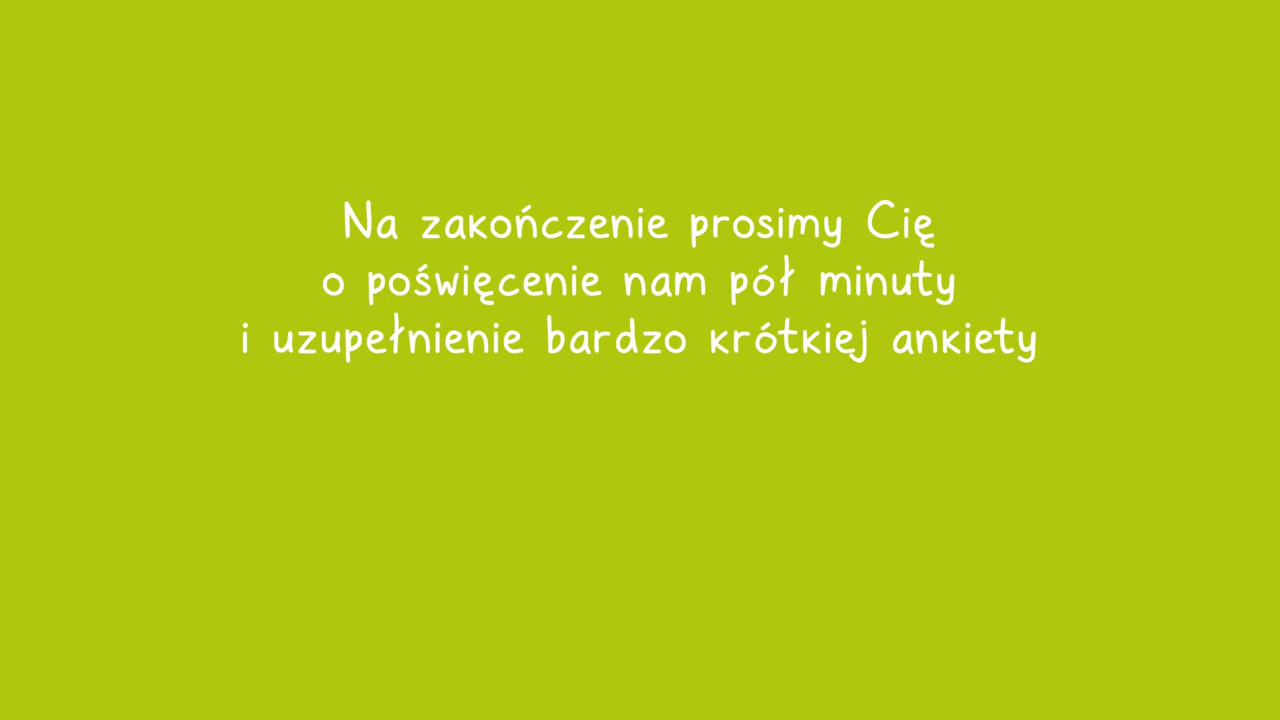 Na zakończenie prosimy Cię
o poświęcenie nam pół minuty
i uzupełnienie bardzo krótkiej ankiety